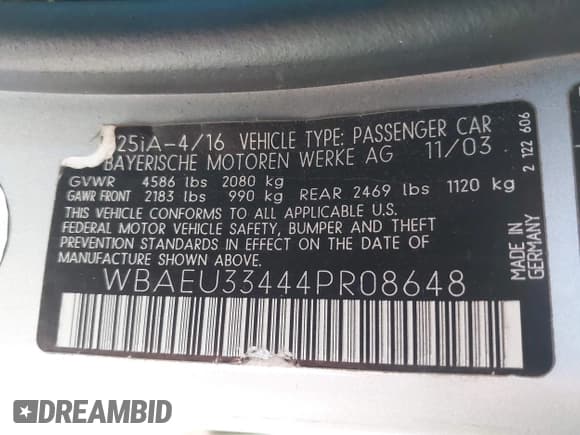 25iA-4/16 VEHICLE TYPE: PASSENGER CAR
BAYERISCHE MOTOREN WERKE AG 11/03
GVWR 4586 lbs 2080 kg
GAWR FRONT 2183 lbs 990 kg REAR 2469 lbs 1120 kg
THIS VEHICLE CONFORMS TO ALL APPLICABLE U.S.
FEDERAL MOTOR VEHICLE SAFETY, BUMPER AND THEFT
PREVENTION STANDARDS IN EFFECT ON THE DATE OF
MANUFACTURE SHOWN ABOVE.
WBAEU33444PR08648
MADE IN
GERMANY
2 122 606
DREAMBID